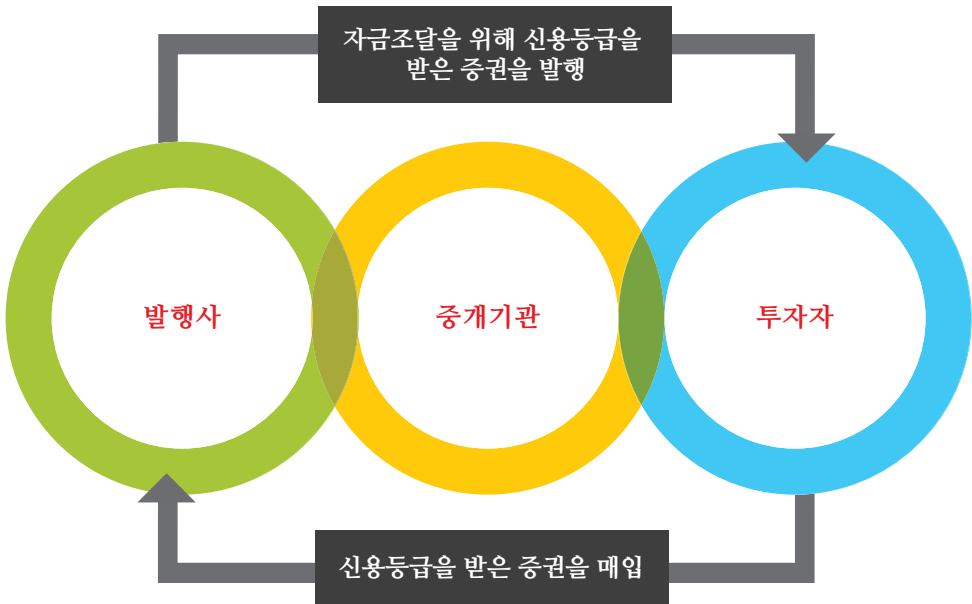 자금조달을 위해 신용등급을
받은 증권을 발행
발행사
중개기관
투자자
신용등급을 받은 증권을 매입